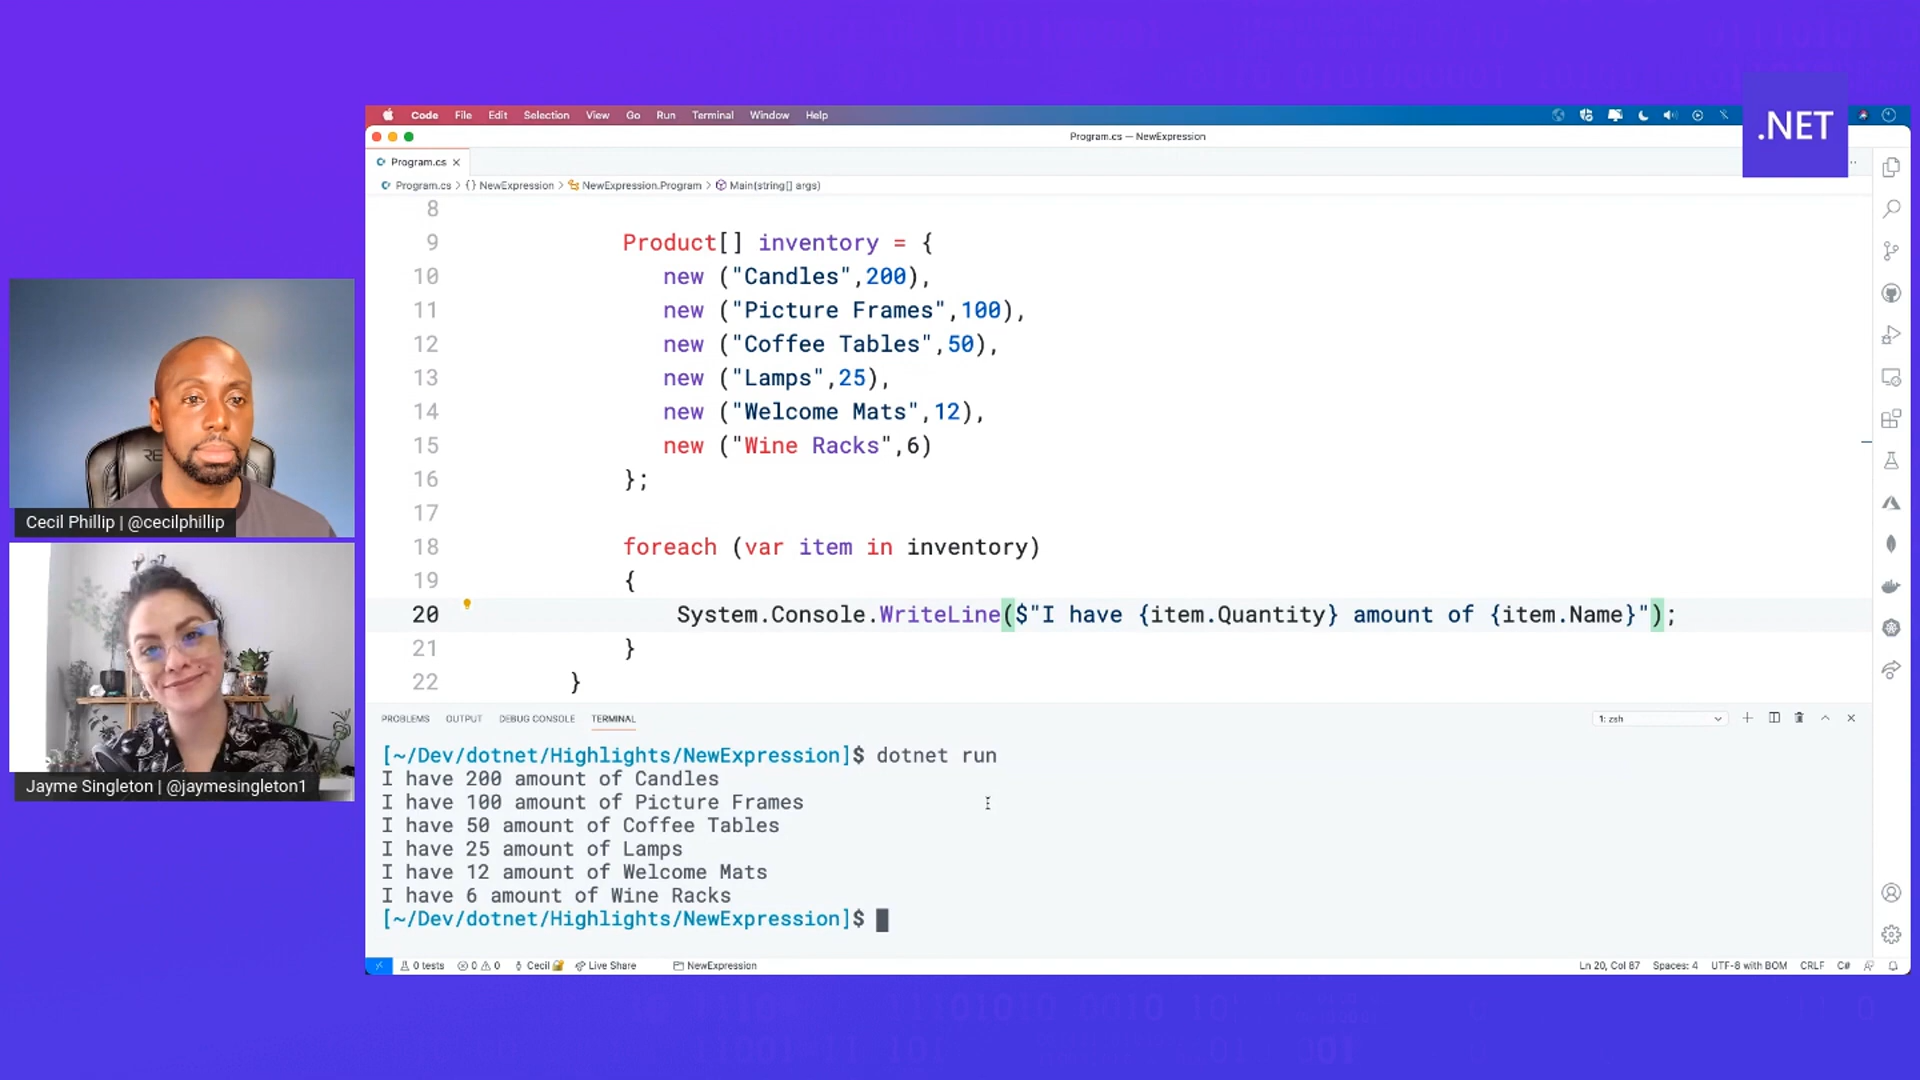 Code File Edit Selection View Go Run Terminal Window Help
.NET
Program.cs — NewExpression
Program.cs
Program.cs > {} NewExpression > NewExpression.Program > Main(string[] args)
8
9 Product[] inventory = {
10 new ("Candles",200),
11 new ("Picture Frames",100),
12 new ("Coffee Tables",50),
13 new ("Lamps",25),
14 new ("Welcome Mats",12),
15 new ("Wine Racks",6)
16 };
17
18 foreach (var item in inventory)
19 {
20 System.Console.WriteLine($"I have {item.Quantity} amount of {item.Name}");
21 }
22 }
Cecil Phillip | @cecilphillip
Jayme Singleton | @jaymesingleton1
PROBLEMS OUTPUT DEBUG CONSOLE TERMINAL 1: zsh
[~/Dev/dotnet/Highlights/NewExpression]$ dotnet run
I have 200 amount of Candles
I have 100 amount of Picture Frames
I have 50 amount of Coffee Tables
I have 25 amount of Lamps
I have 12 amount of Welcome Mats
I have 6 amount of Wine Racks
[~/Dev/dotnet/Highlights/NewExpression]$
0 tests 0 0 Cecil Live Share NewExpression Ln 20, Col 87 Spaces: 4 UTF-8 with BOM CRLF C#